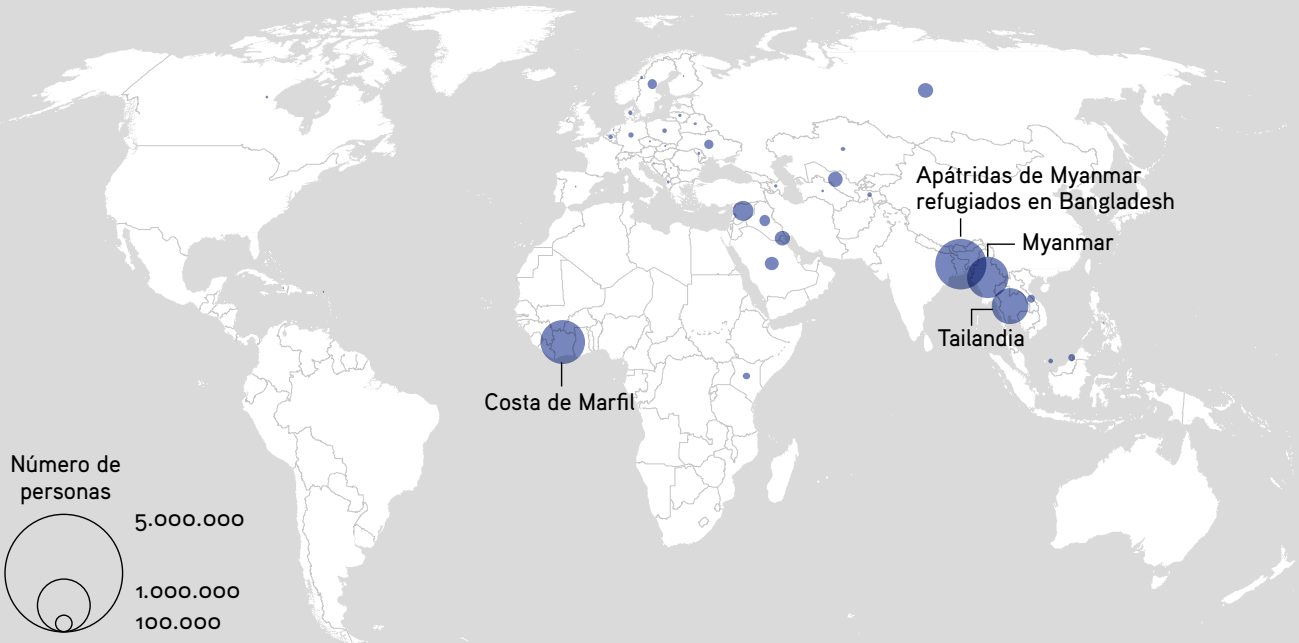 Apátridas de Myanmar
refugiados en Bangladesh
Myanmar
Tailandia
Costa de Marfil
Número de
personas
5.000.000
1.000.000
100.000